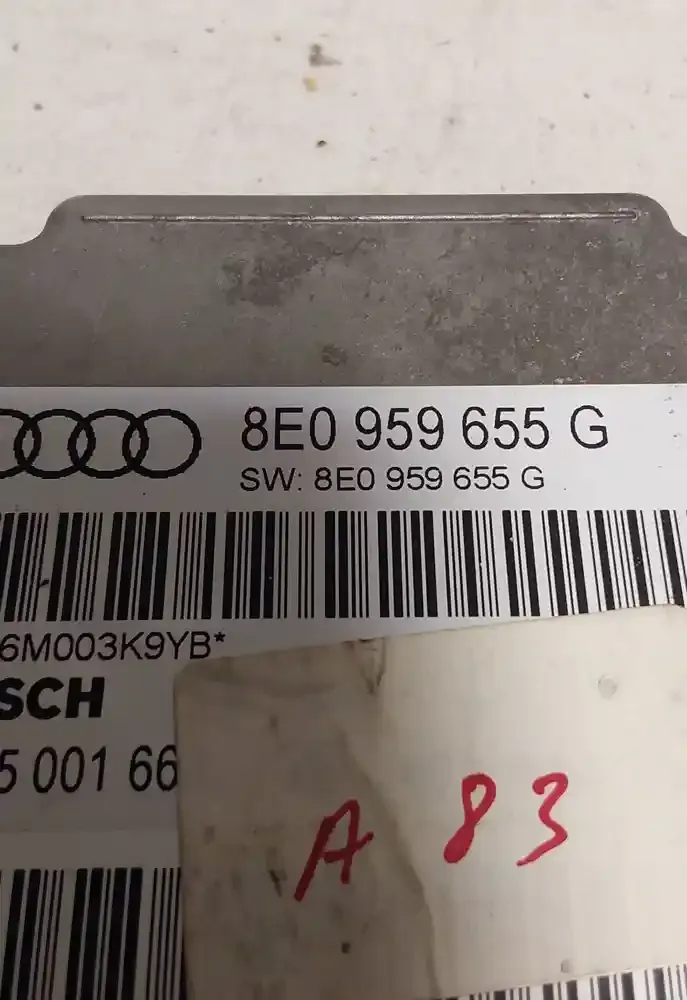 8E0 959 655 G
SW: 8E0 959 655 G
6M003K9YB*
SCH
5 001 66
A 83